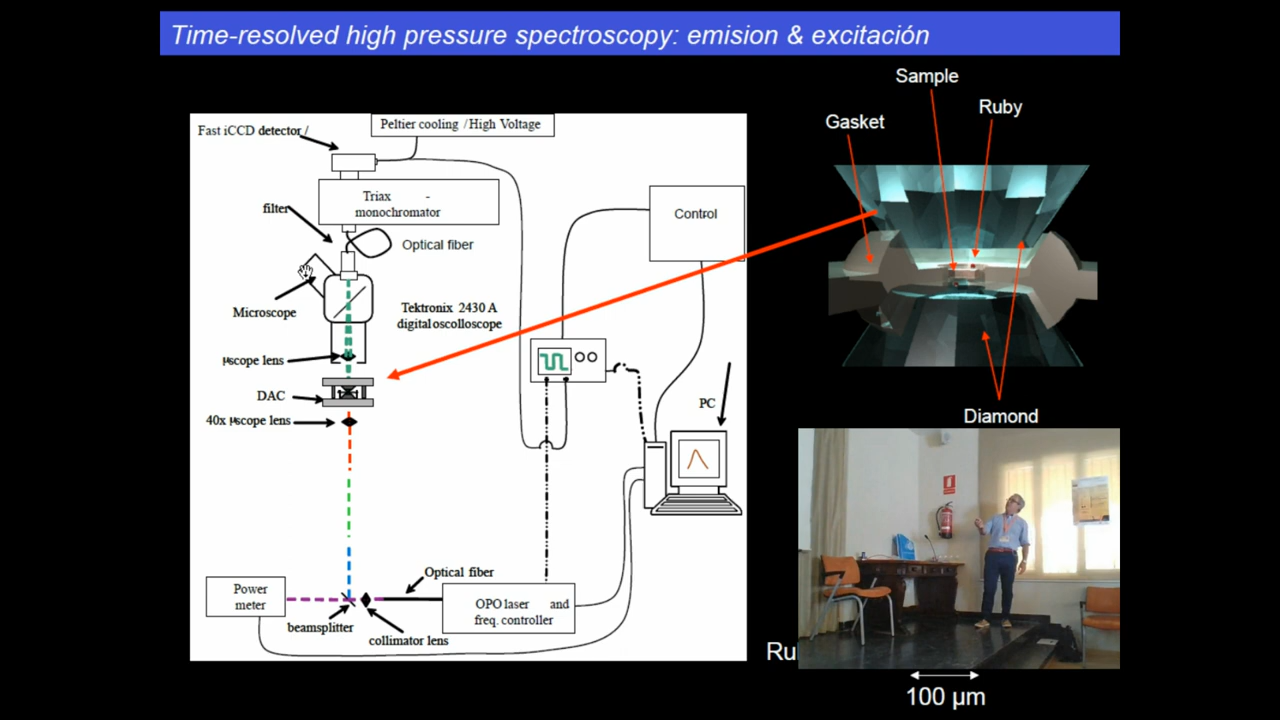 Time-resolved high pressure spectroscopy: emision & excitación
Sample
Ruby
Gasket
Fast iCCD detector /
Peltier cooling /High Voltage
Triax -
monochromator
filter
Optical fiber
Control
Microscope
Tektronix 2430 A
digital oscolloscope
µscope lens
DAC
40x µscope lens
PC
Diamond
Optical fiber
Power
meter
OPO laser and
freq. controller
beamsplitter
collimator lens
100 µm